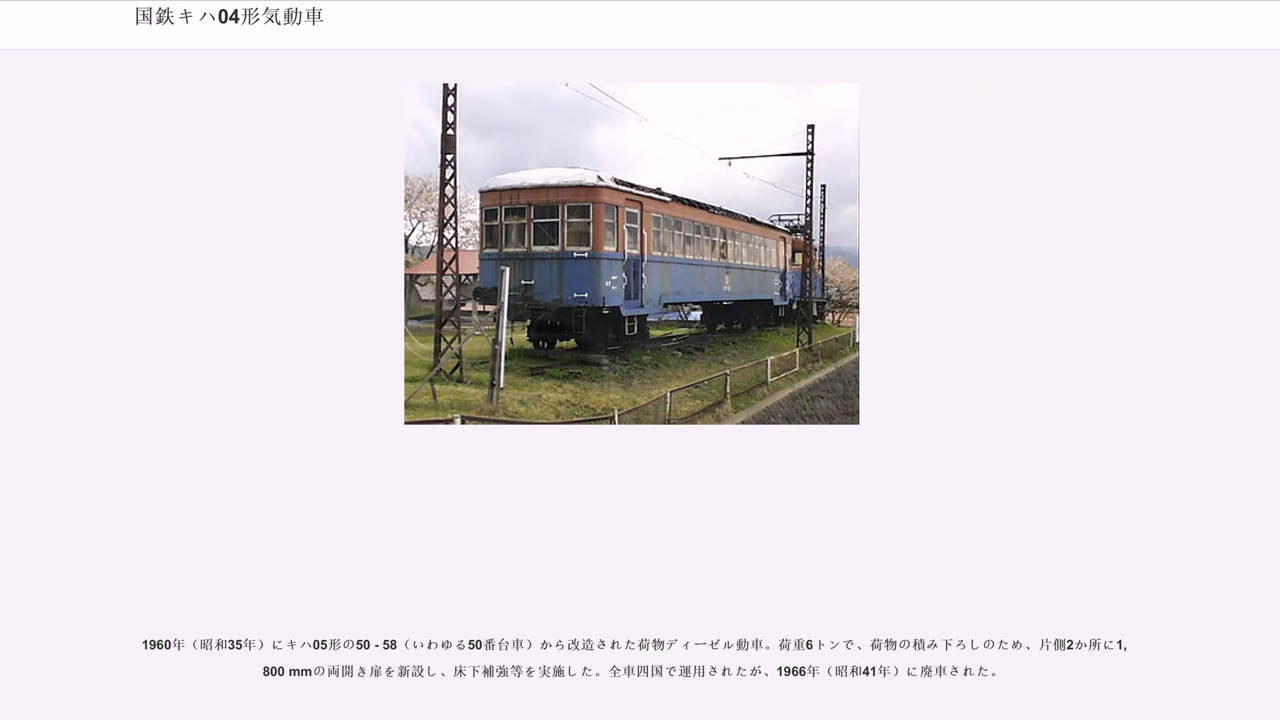 国鉄キハ04形気動車
1960年（昭和35年）にキハ05形の50 - 58（いわゆる50番台車）から改造された荷物ディーゼル動車。荷重6トンで、荷物の積み下ろしのため、片側2か所に1,
800 mmの両開き扉を新設し、床下補強等を実施した。全車四国で運用されたが、1966年（昭和41年）に廃車された。